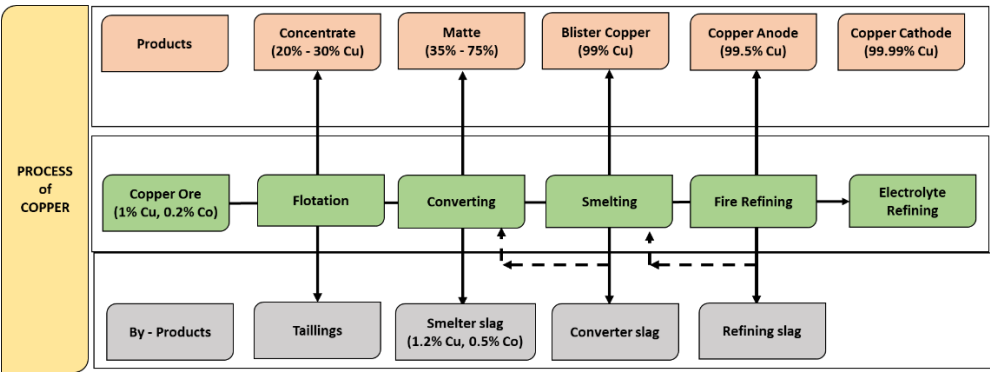 PROCESS
of
COPPER
Products
Concentrate
(20% - 30% Cu)
Matte
(35% - 75%)
Blister Copper
(99% Cu)
Copper Anode
(99.5% Cu)
Copper Cathode
(99.99% Cu)
Copper Ore
(1% Cu, 0.2% Co)
Flotation
Converting
Smelting
Fire Refining
Electrolyte
Refining
By - Products
Taillings
Smelter slag
(1.2% Cu, 0.5% Co)
Converter slag
Refining slag